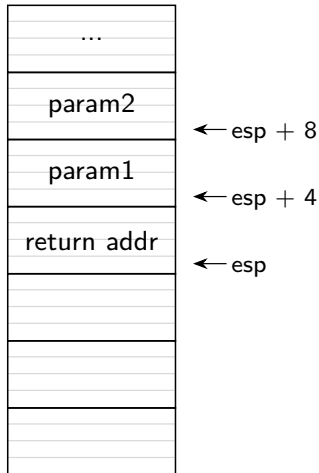 ...
param2
esp + 8
param1
esp + 4
return addr
esp